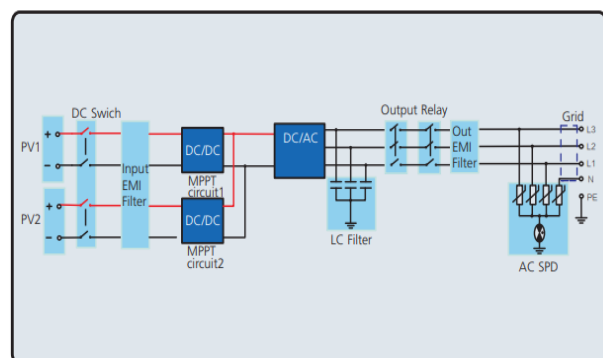 DC Swich
PV1
+
-
PV2
+
-
Input
EMI
Filter
DC/DC
MPPT
circuit1
DC/DC
MPPT
circuit2
DC/AC
LC Filter
Output Relay
Out
EMI
Filter
Grid
L3
L2
L1
N
PE
AC SPD